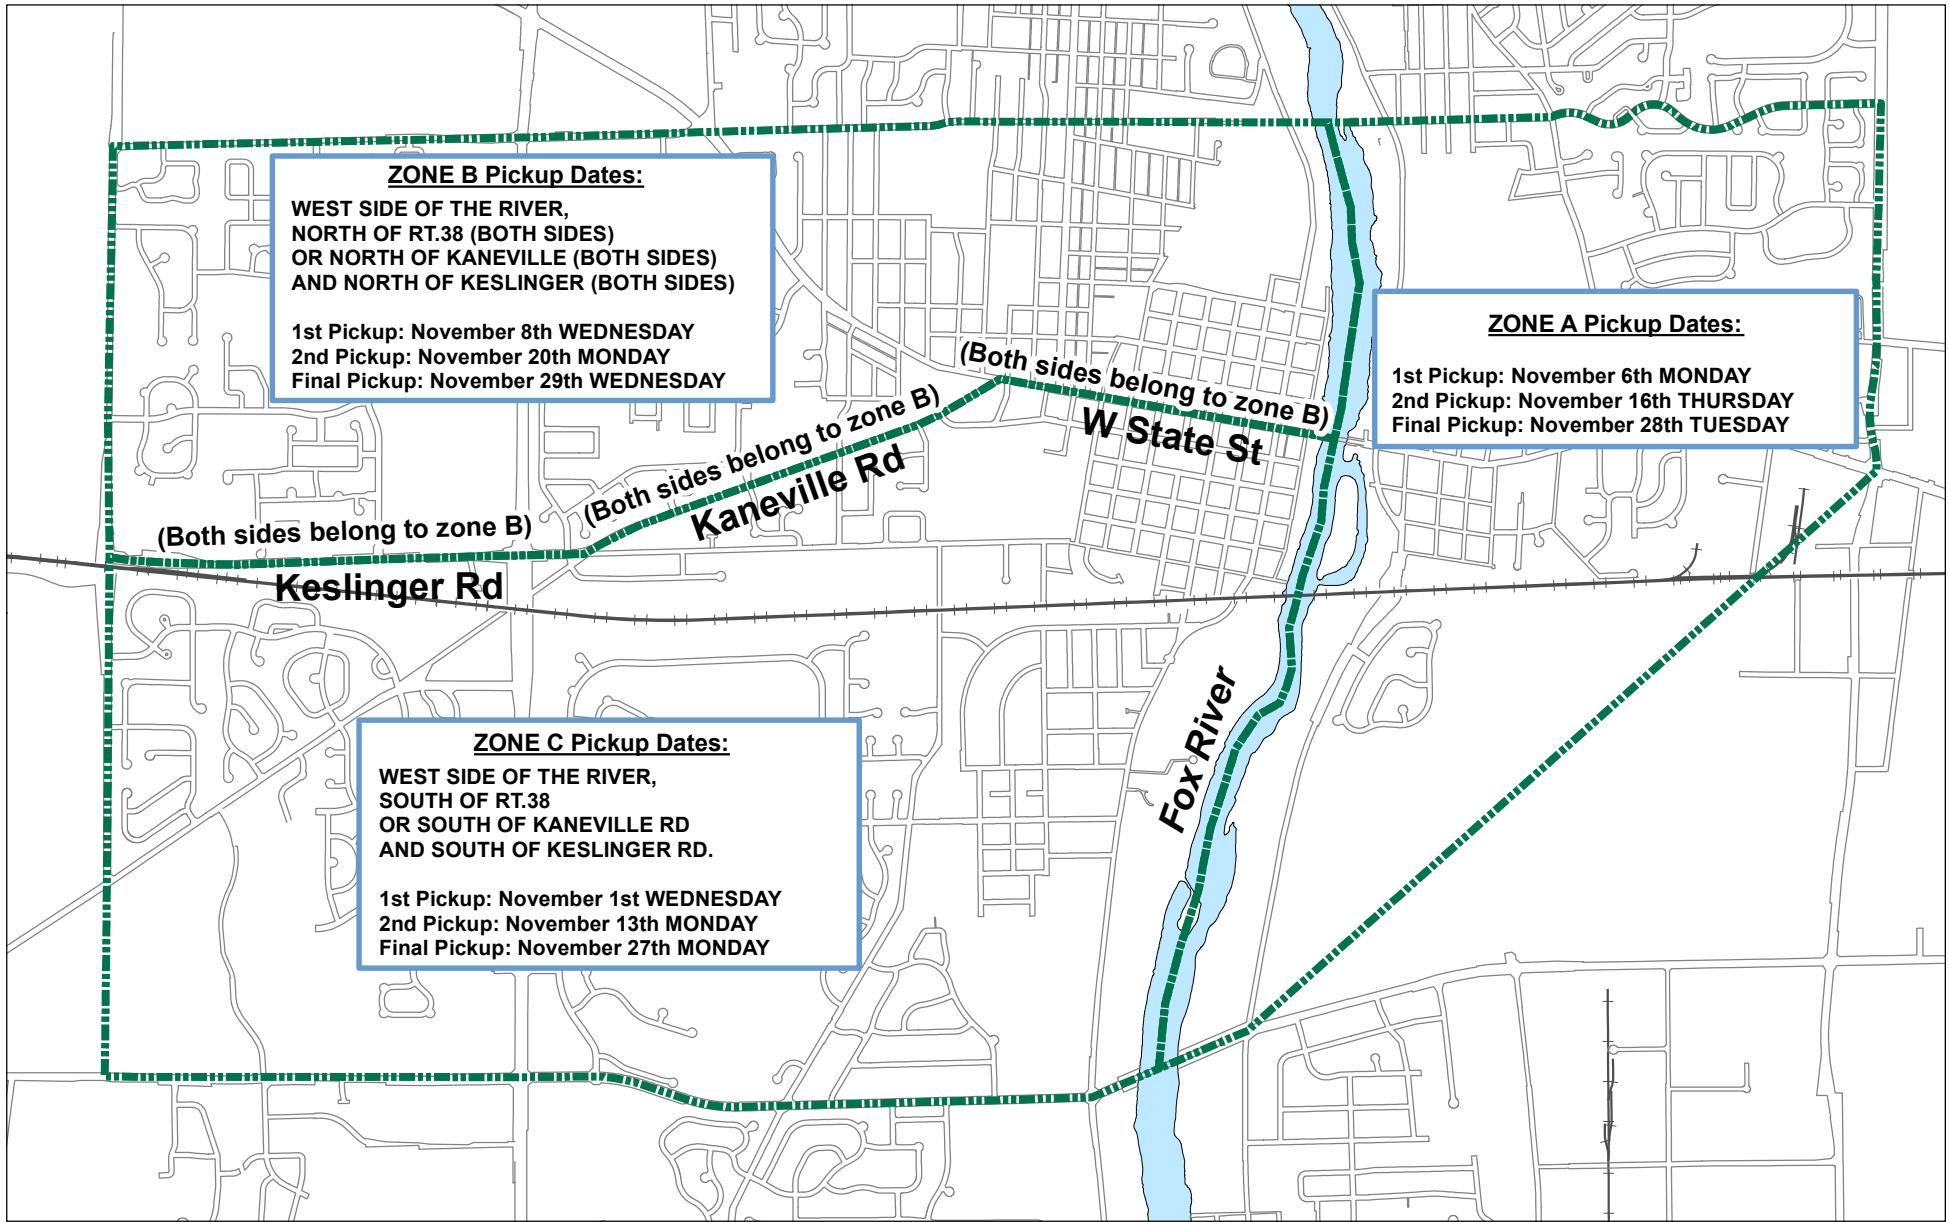 ZONE B Pickup Dates:
WEST SIDE OF THE RIVER,
NORTH OF RT.38 (BOTH SIDES)
OR NORTH OF KANEVILLE (BOTH SIDES)
AND NORTH OF KESLINGER (BOTH SIDES)
1st Pickup: November 8th WEDNESDAY
2nd Pickup: November 20th MONDAY
Final Pickup: November 29th WEDNESDAY
ZONE A Pickup Dates:
1st Pickup: November 6th MONDAY
2nd Pickup: November 16th THURSDAY
Final Pickup: November 28th TUESDAY
(Both sides belong to zone B)
W State St
(Both sides belong to zone B)
Kaneville Rd
(Both sides belong to zone B)
Keslinger Rd
Fox River
ZONE C Pickup Dates:
WEST SIDE OF THE RIVER,
SOUTH OF RT.38
OR SOUTH OF KANEVILLE RD
AND SOUTH OF KESLINGER RD.
1st Pickup: November 1st WEDNESDAY
2nd Pickup: November 13th MONDAY
Final Pickup: November 27th MONDAY